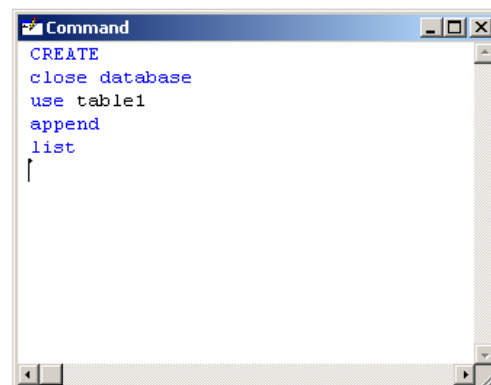 Command
CREATE
close database
use table1
append
list